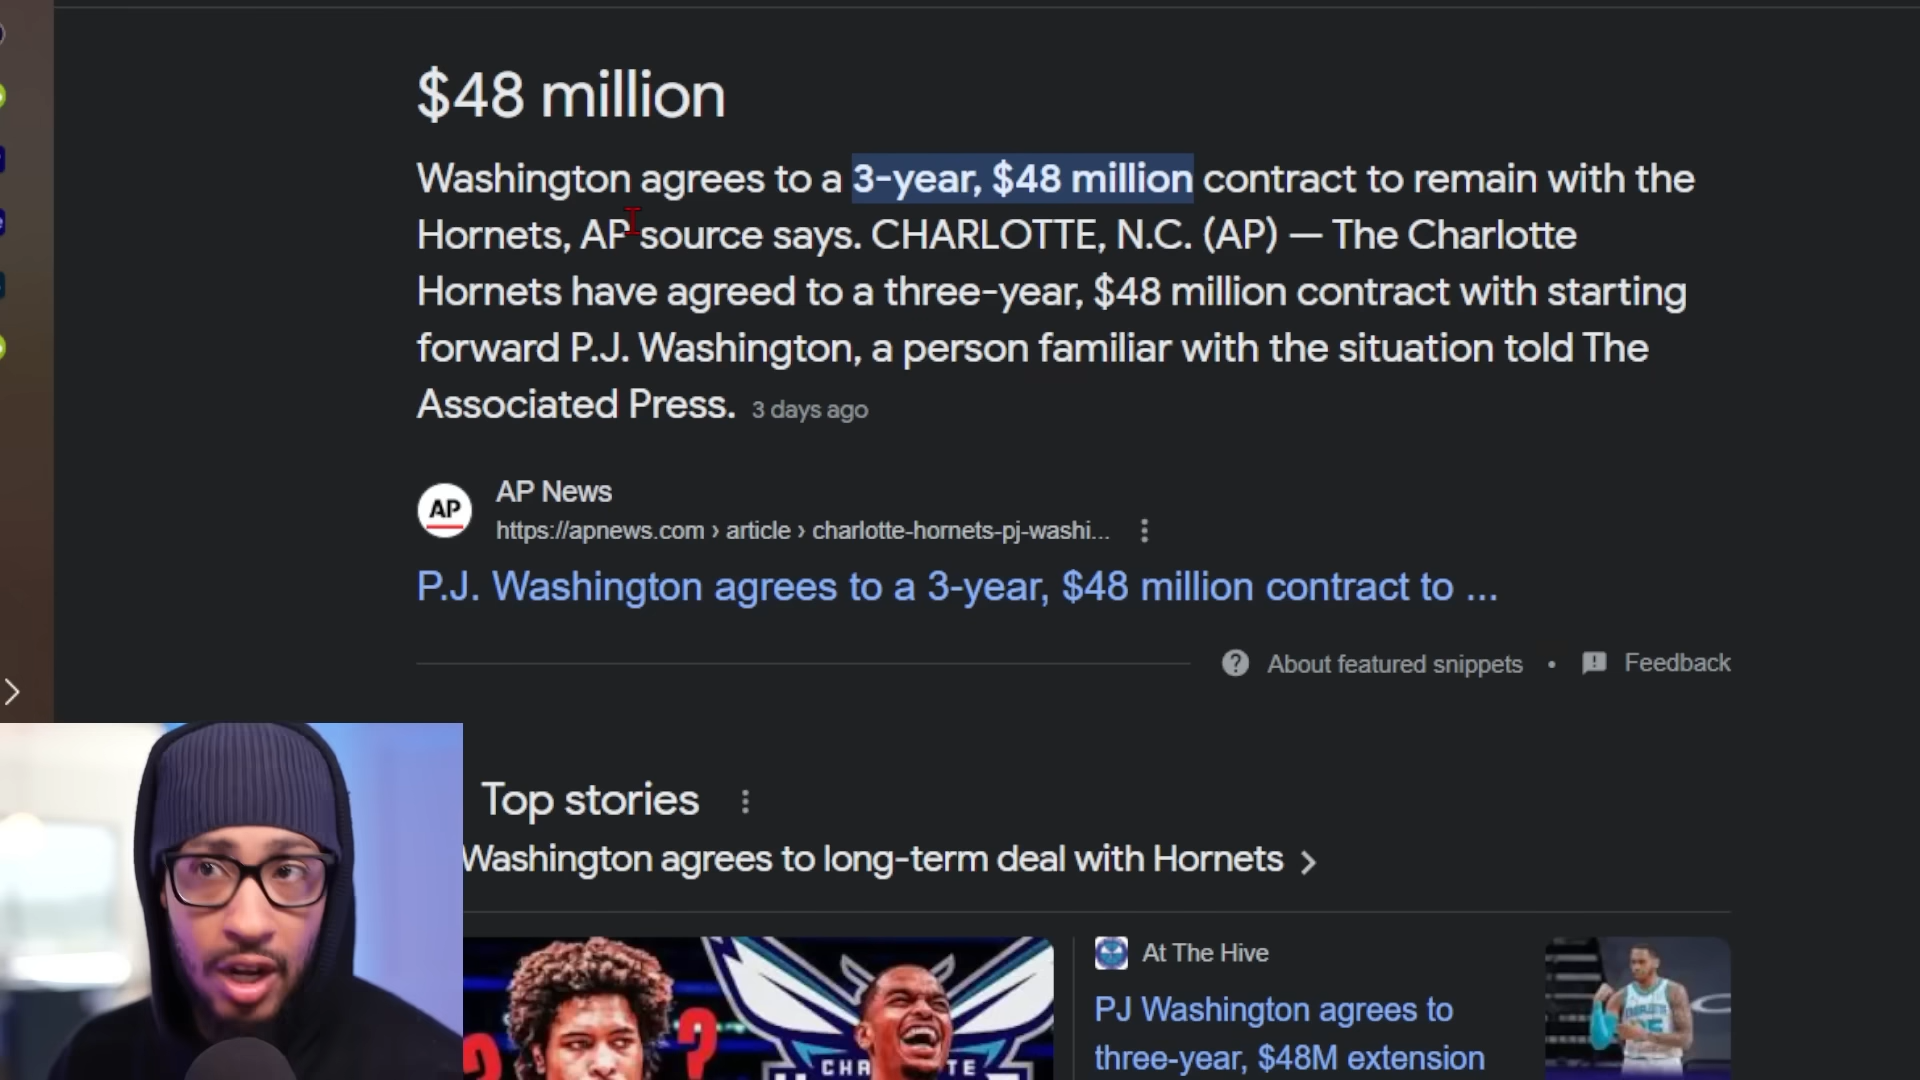 $48 million
Washington agrees to a 3-year, $48 million contract to remain with the
Hornets, AP source says. CHARLOTTE, N.C. (AP) — The Charlotte
Hornets have agreed to a three-year, $48 million contract with starting
forward P.J. Washington, a person familiar with the situation told The
Associated Press. 3 days ago
AP
AP News
https://apnews.com › article › charlotte-hornets-pj-washi...
P.J. Washington agrees to a 3-year, $48 million contract to ...
About featured snippets • Feedback
Top stories
Washington agrees to long-term deal with Hornets
At The Hive
PJ Washington agrees to
three-year, $48M extension